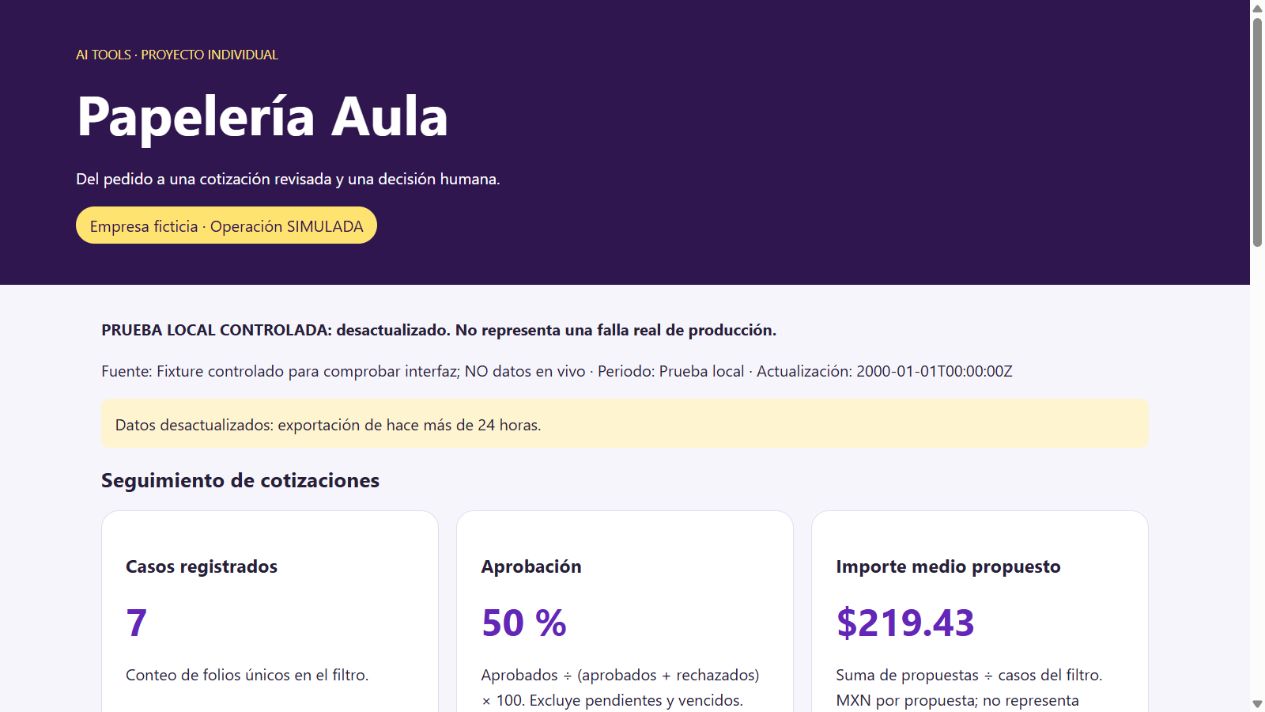 AI TOOLS · PROYECTO INDIVIDUAL
Papelería Aula
Del pedido a una cotización revisada y una decisión humana.
Empresa ficticia · Operación SIMULADA
PRUEBA LOCAL CONTROLADA: desactualizado. No representa una falla real de producción.
Fuente: Fixture controlado para comprobar interfaz; NO datos en vivo · Periodo: Prueba local · Actualización: 2000-01-01T00:00:00Z
Datos desactualizados: exportación de hace más de 24 horas.
Seguimiento de cotizaciones
Casos registrados
7
Conteo de folios únicos en el filtro.
Aprobación
50 %
Aprobados ÷ (aprobados + rechazados)
× 100. Excluye pendientes y vencidos.
Importe medio propuesto
$219.43
Suma de propuestas ÷ casos del filtro.
MXN por propuesta; no representa